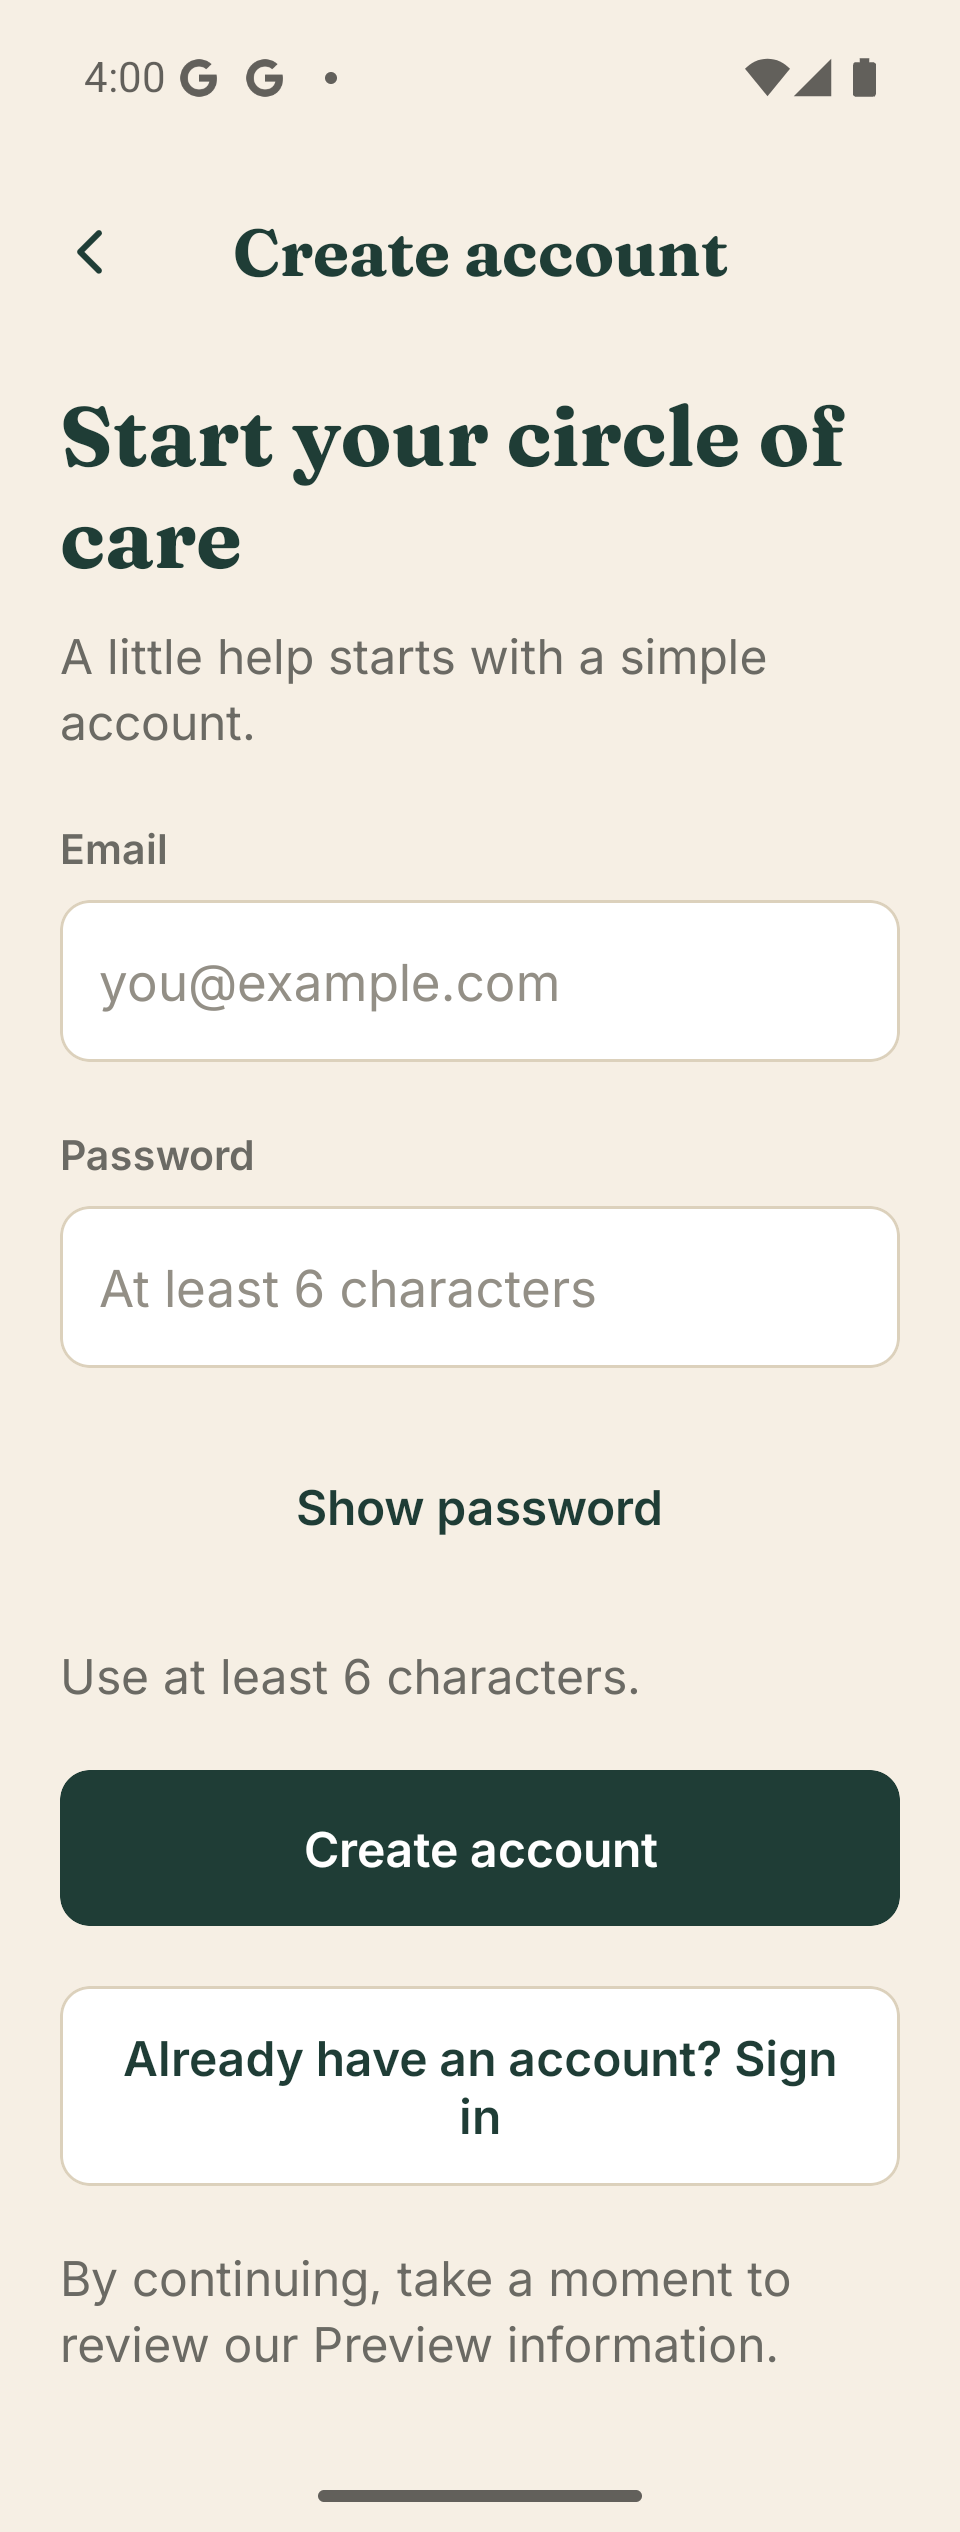 4:00
Create account
Start your circle of
care
A little help starts with a simple
account.
Email
you@example.com
Password
At least 6 characters
Show password
Use at least 6 characters.
Create account
Already have an account? Sign
in
By continuing, take a moment to
review our Preview information.